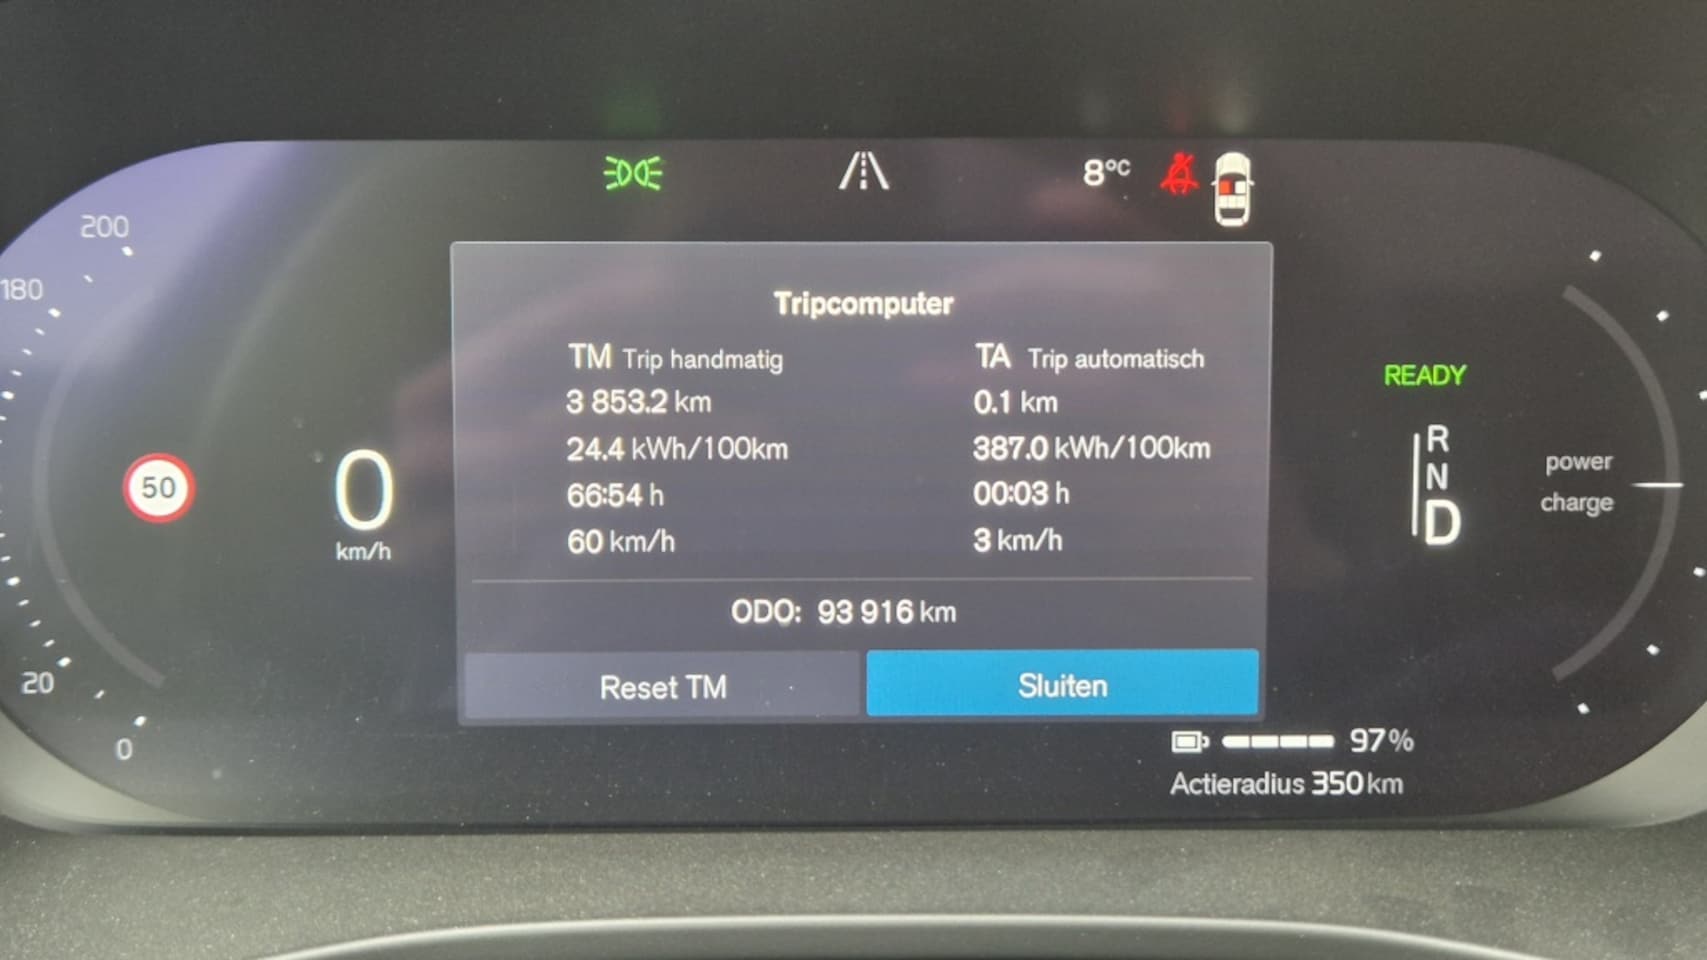 8°C
200
180
20
0
50
0
km/h
Tripcomputer
TM Trip handmatig
3 853.2 km
24.4 kWh/100km
66:54 h
60 km/h
TA Trip automatisch
0.1 km
387.0 kWh/100km
00:03 h
3 km/h
ODO: 93 916 km
Reset TM
Sluiten
READY
R
N
D
power
charge
97%
Actieradius 350 km